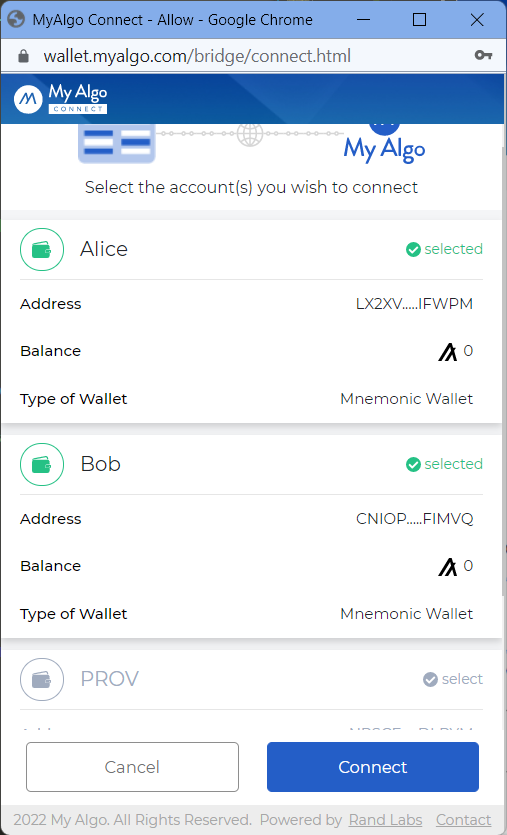 MyAlgo Connect - Allow - Google Chrome
wallet.myalgo.com/bridge/connect.html
My Algo
CONNECT
My Algo
Select the account(s) you wish to connect
Alice selected
Address LX2XV.....IFWPM
Balance 0
Type of Wallet Mnemonic Wallet
Bob selected
Address CNIOP.....FIMVQ
Balance 0
Type of Wallet Mnemonic Wallet
PROV select
Cancel Connect
2022 My Algo. All Rights Reserved. Powered by Rand Labs Contact